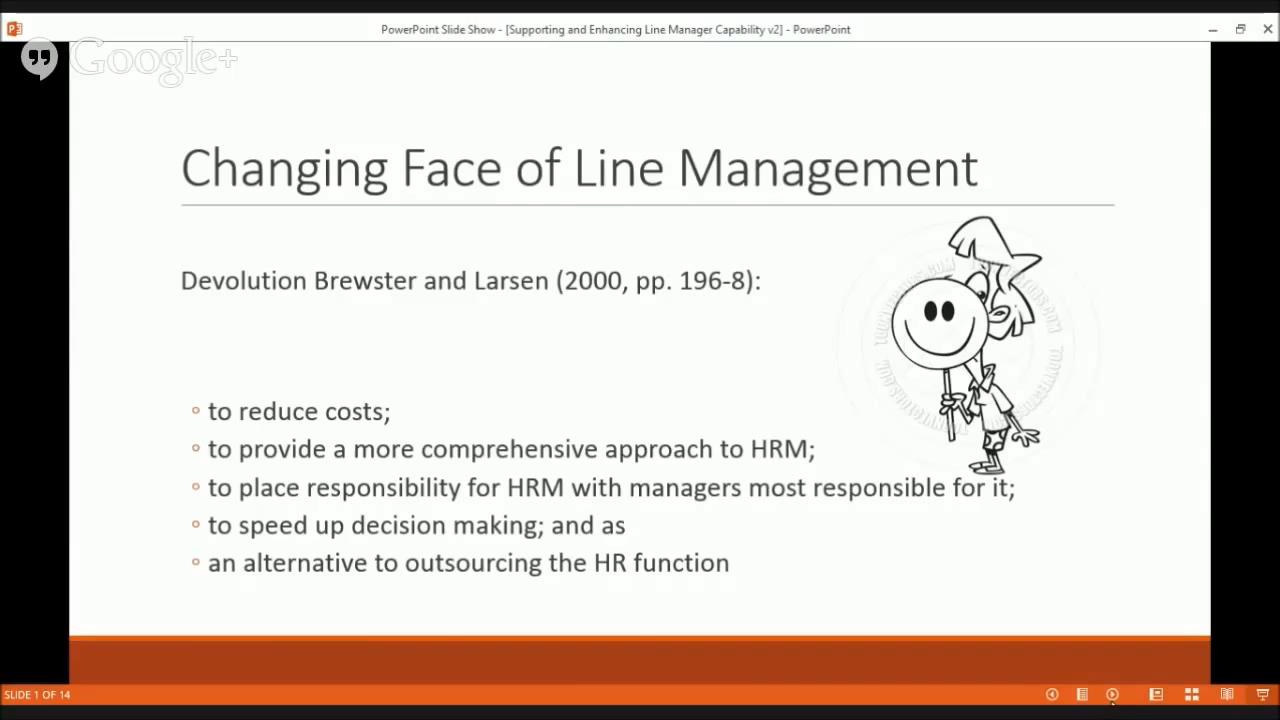 PowerPoint Slide Show - [Supporting and Enhancing Line Manager Capability v2] - PowerPoint
Google+
Changing Face of Line Management
Devolution Brewster and Larsen (2000, pp. 196-8):
◦ to reduce costs;
◦ to provide a more comprehensive approach to HRM;
◦ to place responsibility for HRM with managers most responsible for it;
◦ to speed up decision making; and as
◦ an alternative to outsourcing the HR function
SLIDE 1 OF 14